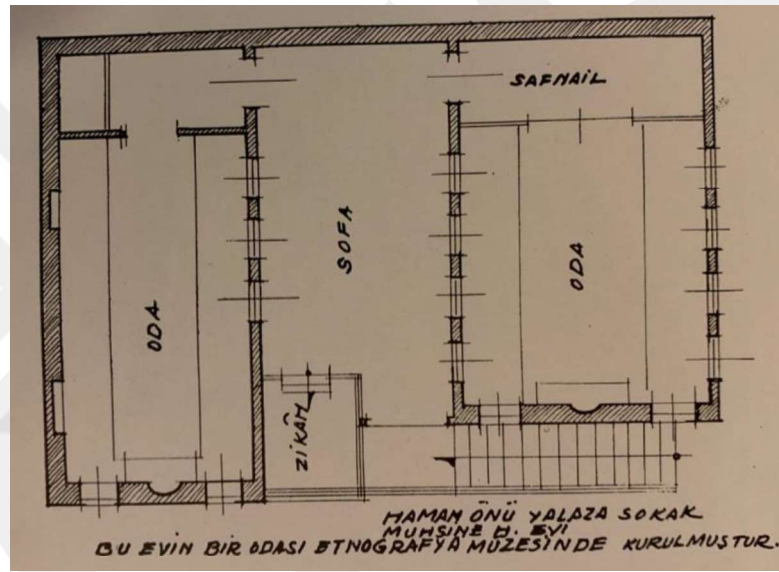 SAFNAİL
SOFA
ODA
ODA
ZİKÂM
HAMAM ÖNÜ YALAZA SOKAK
MUHSİNE H. EVİ
BU EVİN BİR ODASI ETNOGRAFYA MÜZESİNDE KURULMUŞTUR.